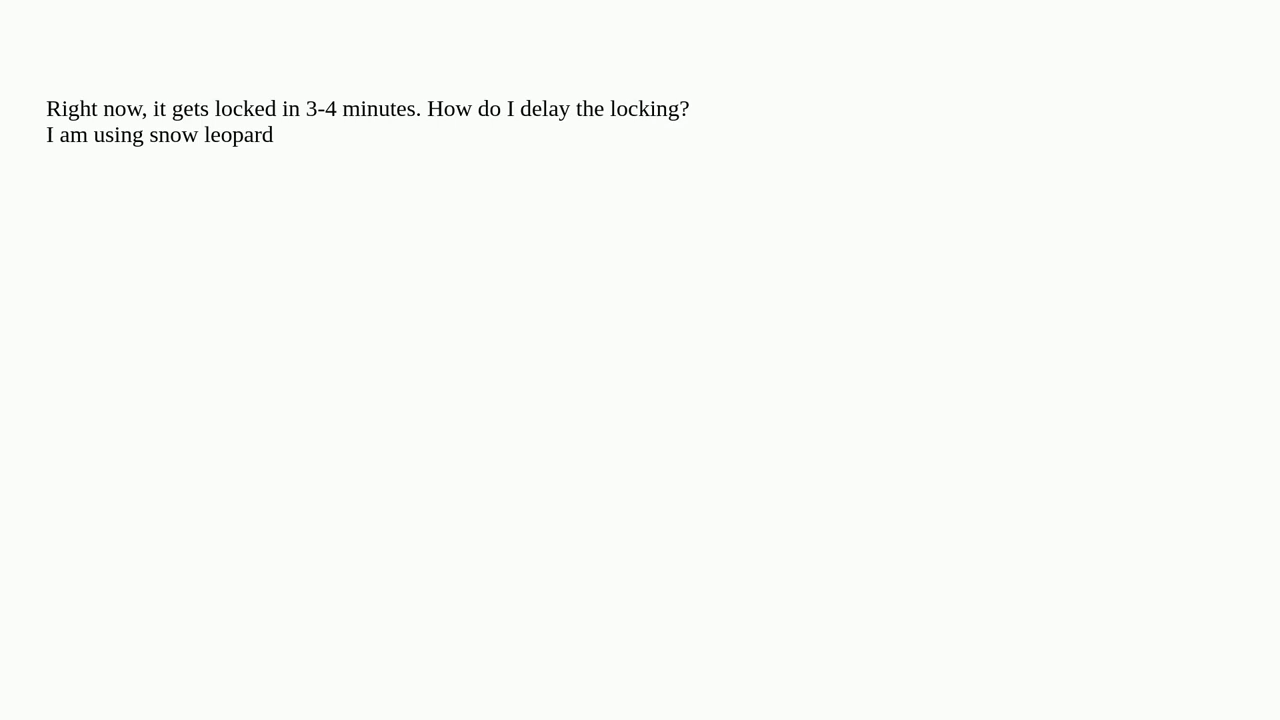 Right now, it gets locked in 3-4 minutes. How do I delay the locking?
I am using snow leopard